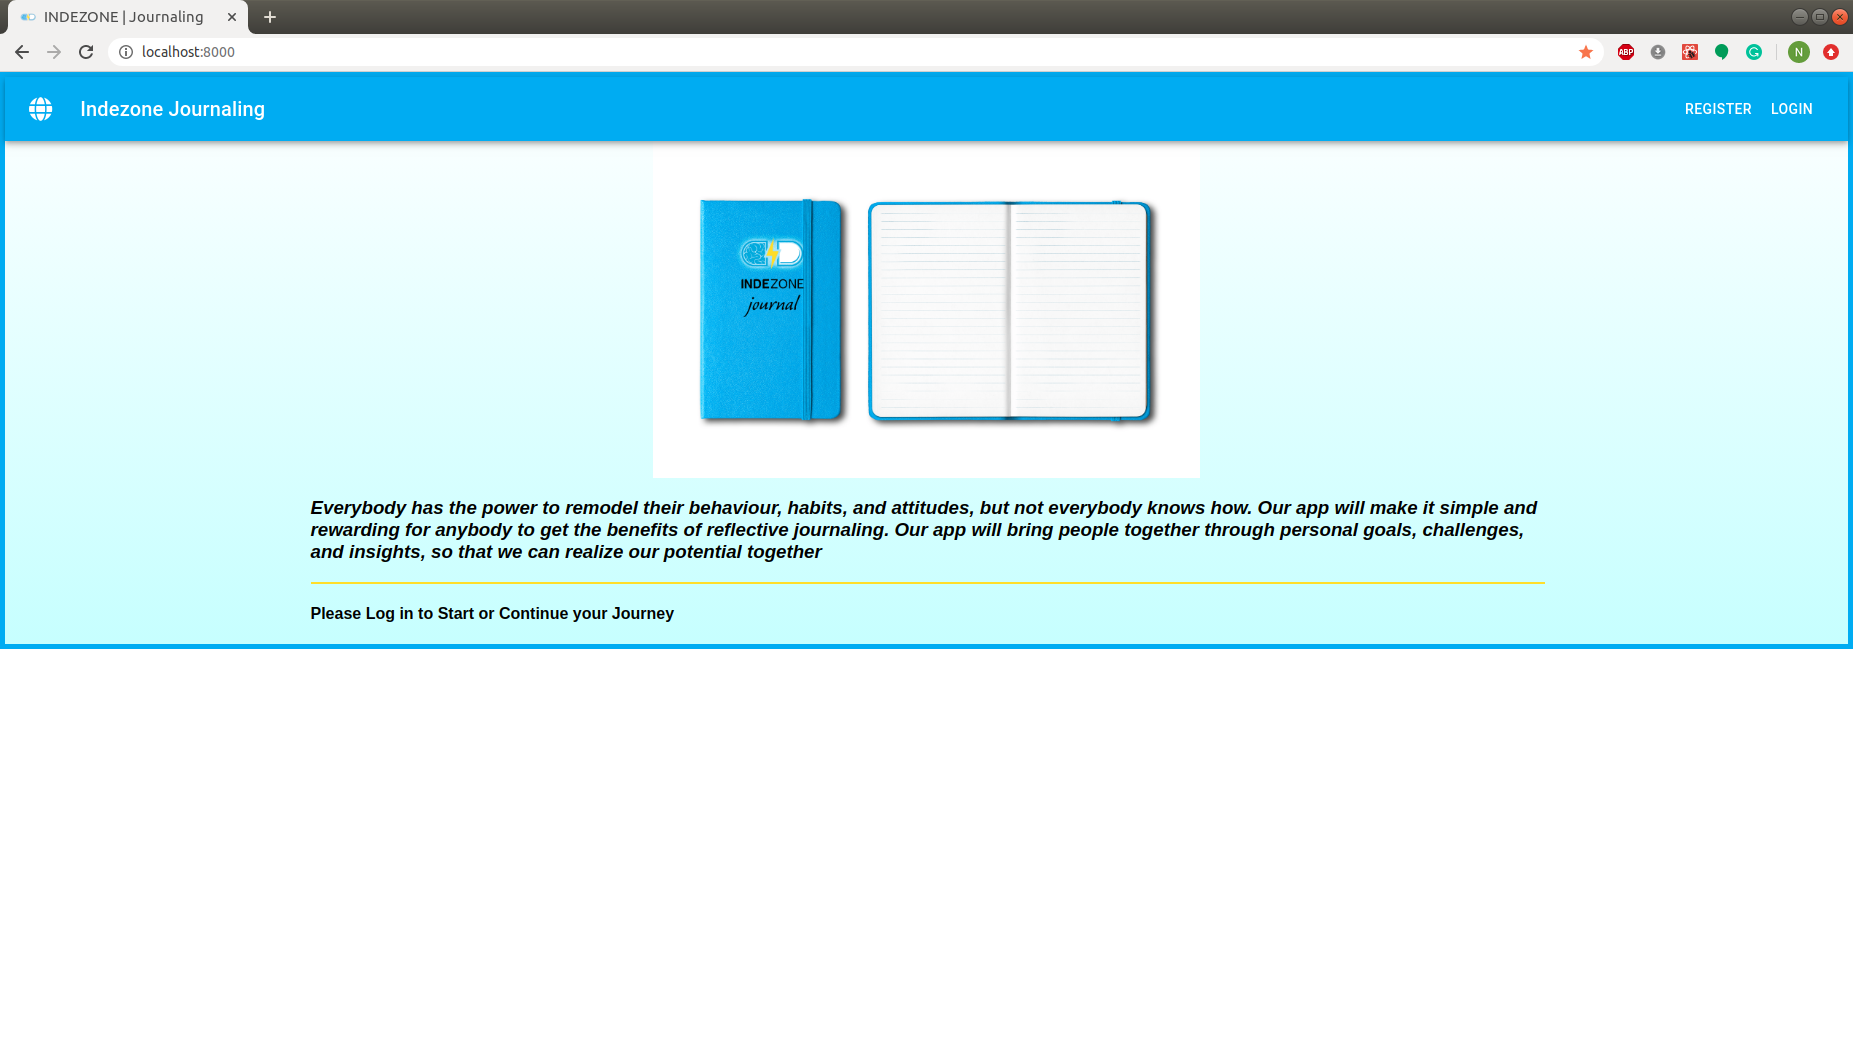 INDEZONE | Journaling
localhost:8000
ABP
G
N
Indezone Journaling
REGISTER LOGIN
INDEZONE
journal
Everybody has the power to remodel their behaviour, habits, and attitudes, but not everybody knows how. Our app will make it simple and
rewarding for anybody to get the benefits of reflective journaling. Our app will bring people together through personal goals, challenges,
and insights, so that we can realize our potential together
Please Log in to Start or Continue your Journey